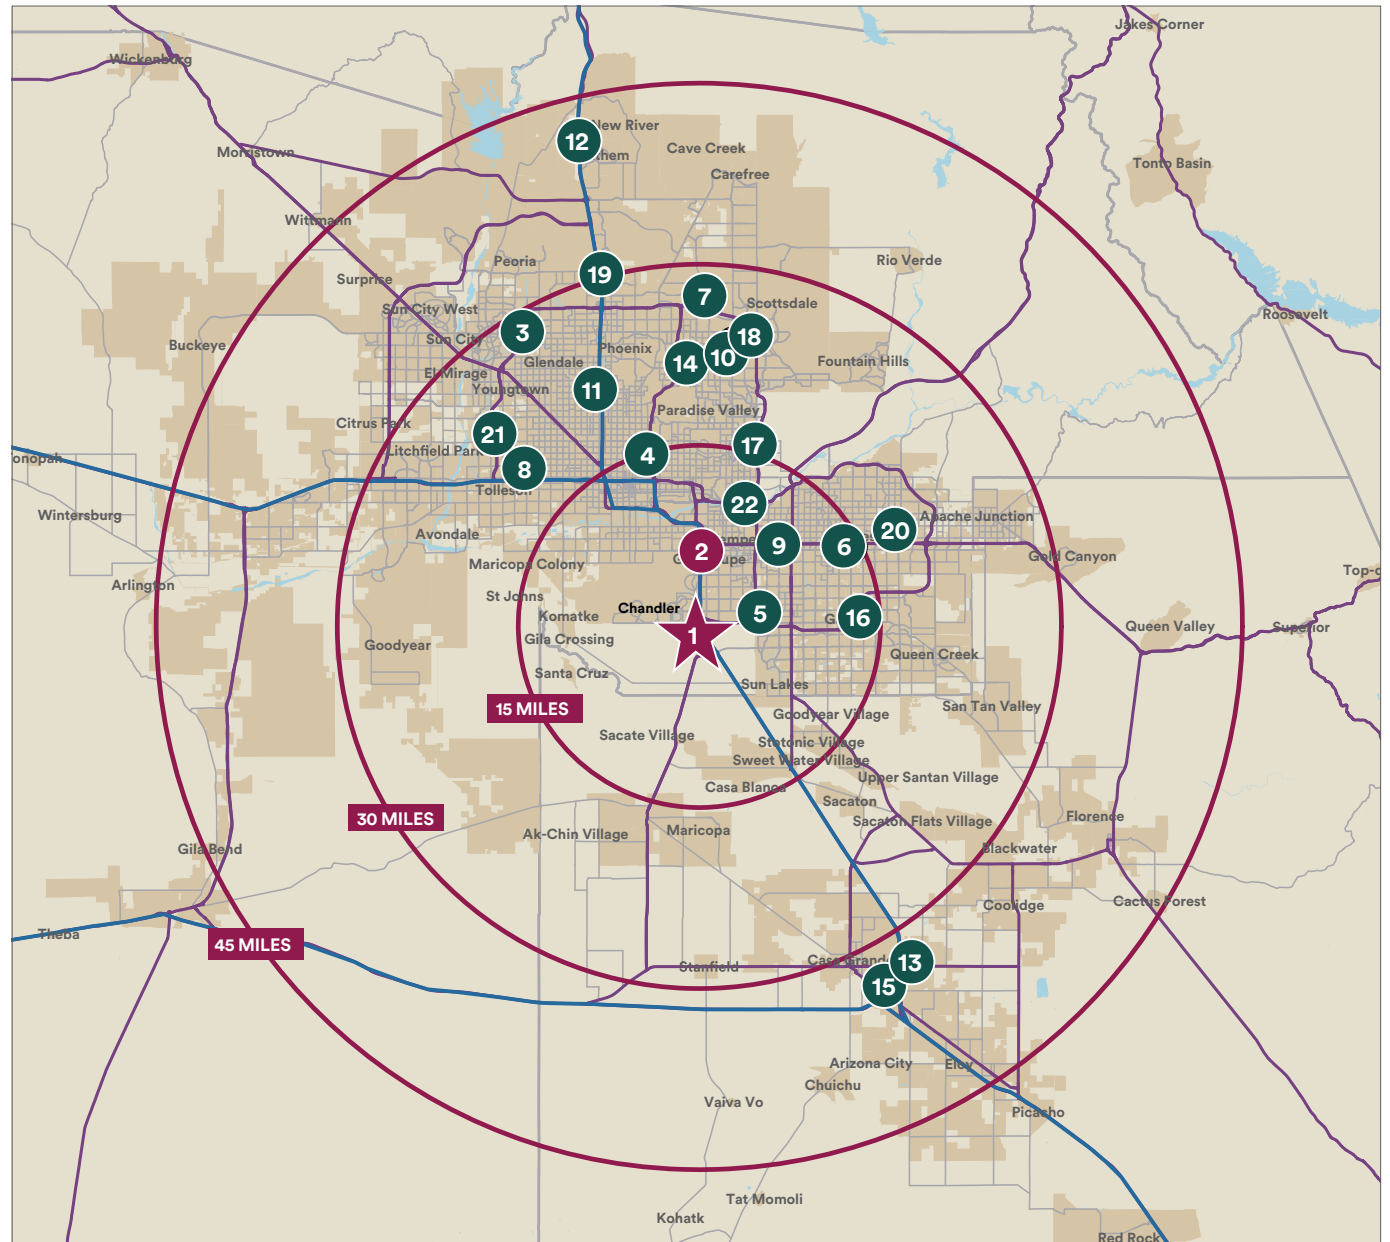 Jakes Corner
Wickenburg
New River
12
them
Cave Creek
Morristown
Tonto Basin
Carefree
Wittmann
Peoria
Rio Verde
19
Surprise
7
Scottsdale
Sun City West
Roosevelt
3
18
Sun City
Buckeye
Phoenix
10
14
Glendale
Fountain Hills
El Mirage
Youngtown
11
Paradise Valley
Citrus Park
21
17
Litchfield Park
4
onopah
8
Tolleson
22
Wintersburg
Apache Junction
20
Avondale
9
6
2
Gold Canyon
Maricopa Colony
Top-o
Arlington
St Johns
Chandler
5
Komatke
16
Queen Valley
Superior
1
Gila Crossing
Goodyear
Queen Creek
Santa Cruz
Sun Lakes
15 MILES
San Tan Valley
Goodyear Village
Sacate Village
Stotonic Village
Sweet Water Village
Upper Santan Village
Casa Blanca
Sacaton
30 MILES
Florence
Sacaton Flats Village
Maricopa
Ak-Chin Village
Gila Bend
Blackwater
Cactus Forest
Coolidge
Theba
45 MILES
Casa Grande
13
Stanfield
15
Arizona City
Eloy
Chuichu
Vaiva Vo
Picacho
Tat Momoli
Kohatk
Red Rock